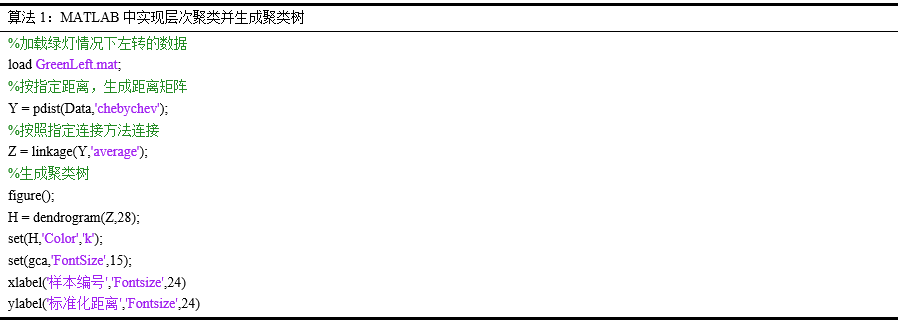 算法 1：MATLAB 中实现层次聚类并生成聚类树
%加载绿灯情况下左转的数据
load GreenLeft.mat;
%按指定距离，生成距离矩阵
Y = pdist(Data,'chebychev');
%按照指定连接方法连接
Z = linkage(Y,'average');
%生成聚类树
figure();
H = dendrogram(Z,28);
set(H,'Color','k');
set(gca,'FontSize',15);
xlabel('样本编号','Fontsize',24)
ylabel('标准化距离','Fontsize',24)